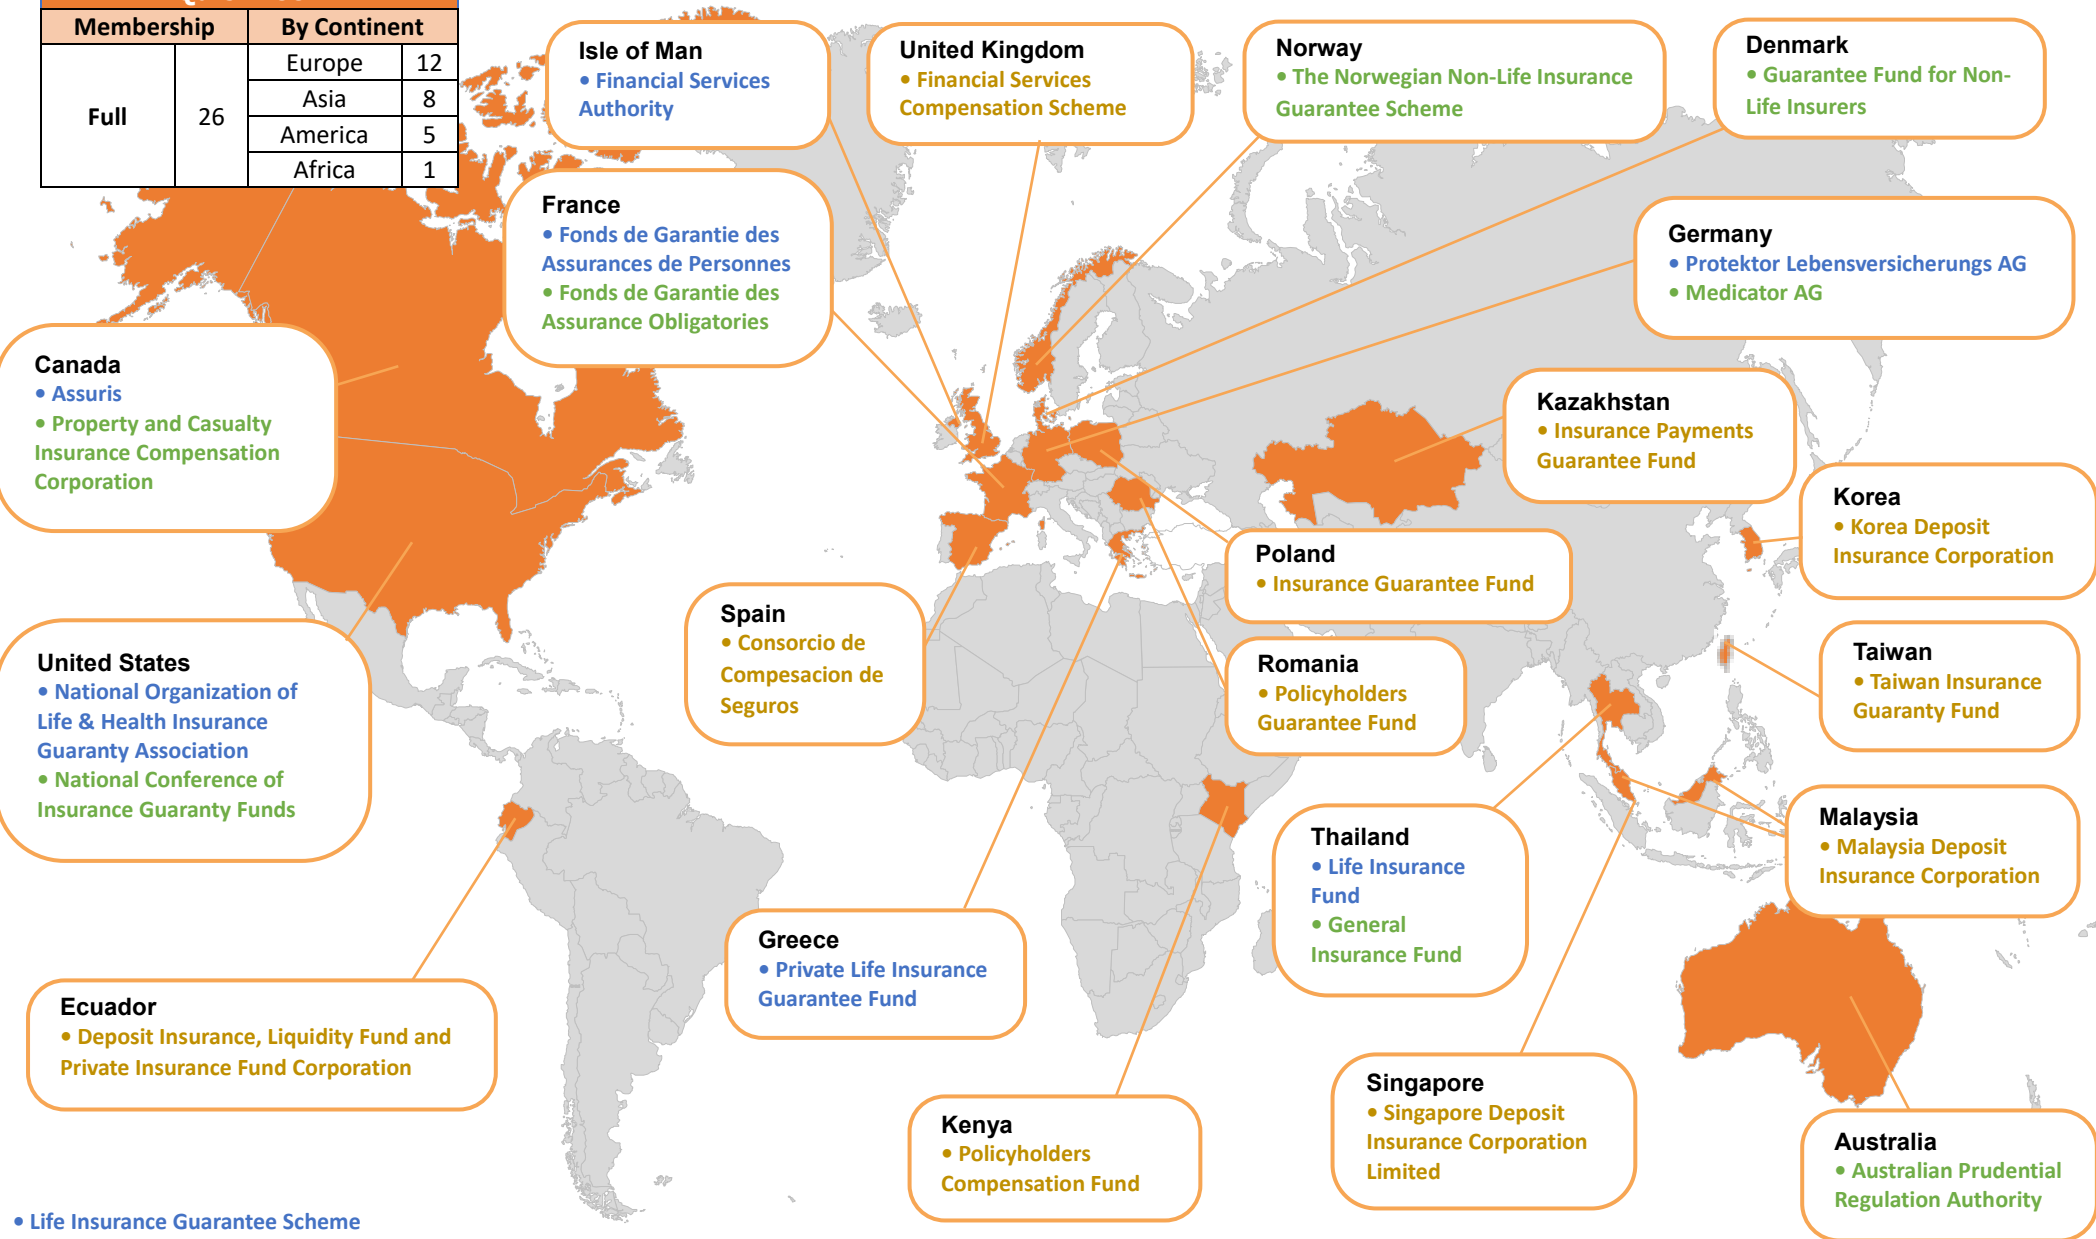 Membership By Continent
Full 26 Europe 12
Asia 8
America 5
Africa 1
Isle of Man
• Financial Services
Authority
United Kingdom
• Financial Services
Compensation Scheme
Norway
• The Norwegian Non-Life Insurance
Guarantee Scheme
Denmark
• Guarantee Fund for Non-
Life Insurers
France
• Fonds de Garantie des
Assurances de Personnes
• Fonds de Garantie des
Assurance Obligatories
Germany
• Protektor Lebensversicherungs AG
• Medicator AG
Canada
• Assuris
• Property and Casualty
Insurance Compensation
Corporation
Kazakhstan
• Insurance Payments
Guarantee Fund
Korea
• Korea Deposit
Insurance Corporation
Poland
• Insurance Guarantee Fund
Spain
• Consorcio de
Compesacion de
Seguros
Romania
• Policyholders
Guarantee Fund
Taiwan
• Taiwan Insurance
Guaranty Fund
United States
• National Organization of
Life & Health Insurance
Guaranty Association
• National Conference of
Insurance Guaranty Funds
Thailand
• Life Insurance
Fund
• General
Insurance Fund
Malaysia
• Malaysia Deposit
Insurance Corporation
Greece
• Private Life Insurance
Guarantee Fund
Ecuador
• Deposit Insurance, Liquidity Fund and
Private Insurance Fund Corporation
Kenya
• Policyholders
Compensation Fund
Singapore
• Singapore Deposit
Insurance Corporation
Limited
Australia
• Australian Prudential
Regulation Authority
• Life Insurance Guarantee Scheme